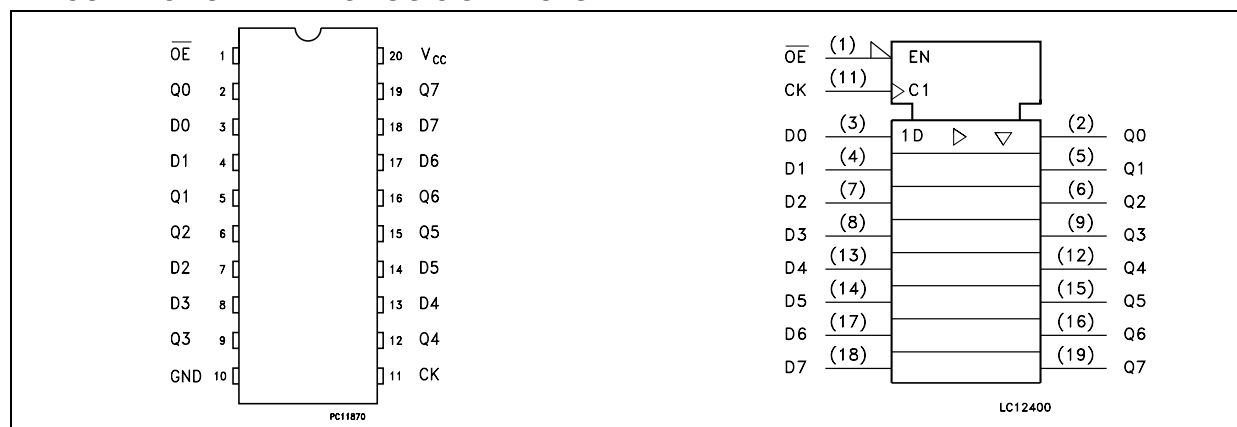 OE 1 20 VCC
Q0 2 19 Q7
D0 3 18 D7
D1 4 17 D6
Q1 5 16 Q6
Q2 6 15 Q5
D2 7 14 D5
D3 8 13 D4
Q3 9 12 Q4
GND 10 11 CK
PC11870
OE (1) EN
CK (11) C1
D0 (3) 1D (2) Q0
D1 (4) (5) Q1
D2 (7) (6) Q2
D3 (8) (9) Q3
D4 (13) (12) Q4
D5 (14) (15) Q5
D6 (17) (16) Q6
D7 (18) (19) Q7
LC12400